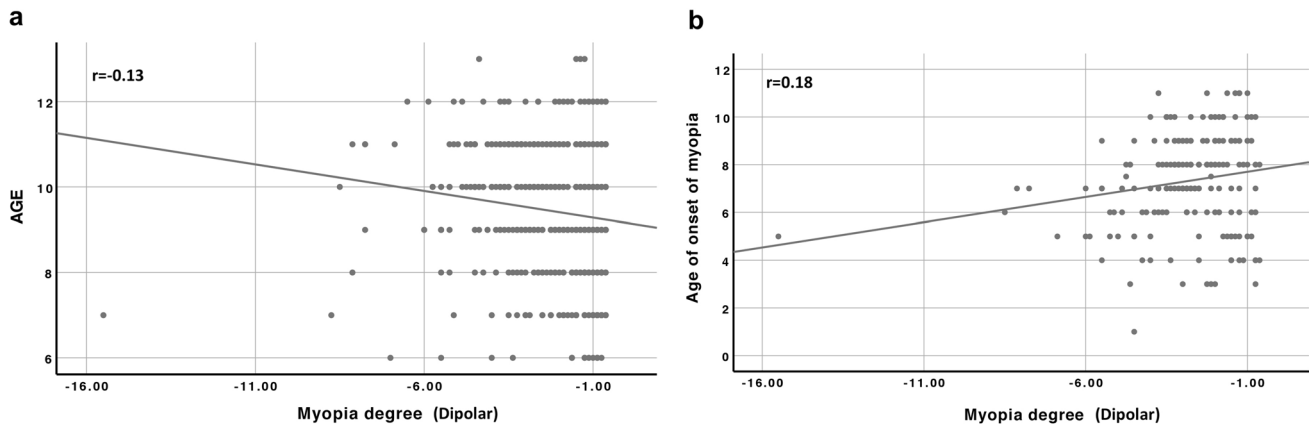 a
r=-0.13
AGE
12
10
8
6
-16.00 -11.00 -6.00 -1.00
Myopia degree (Dipolar)
b
r=0.18
Age of onset of myopia
12
10
8
6
4
2
0
-16.00 -11.00 -6.00 -1.00
Myopia degree (Dipolar)